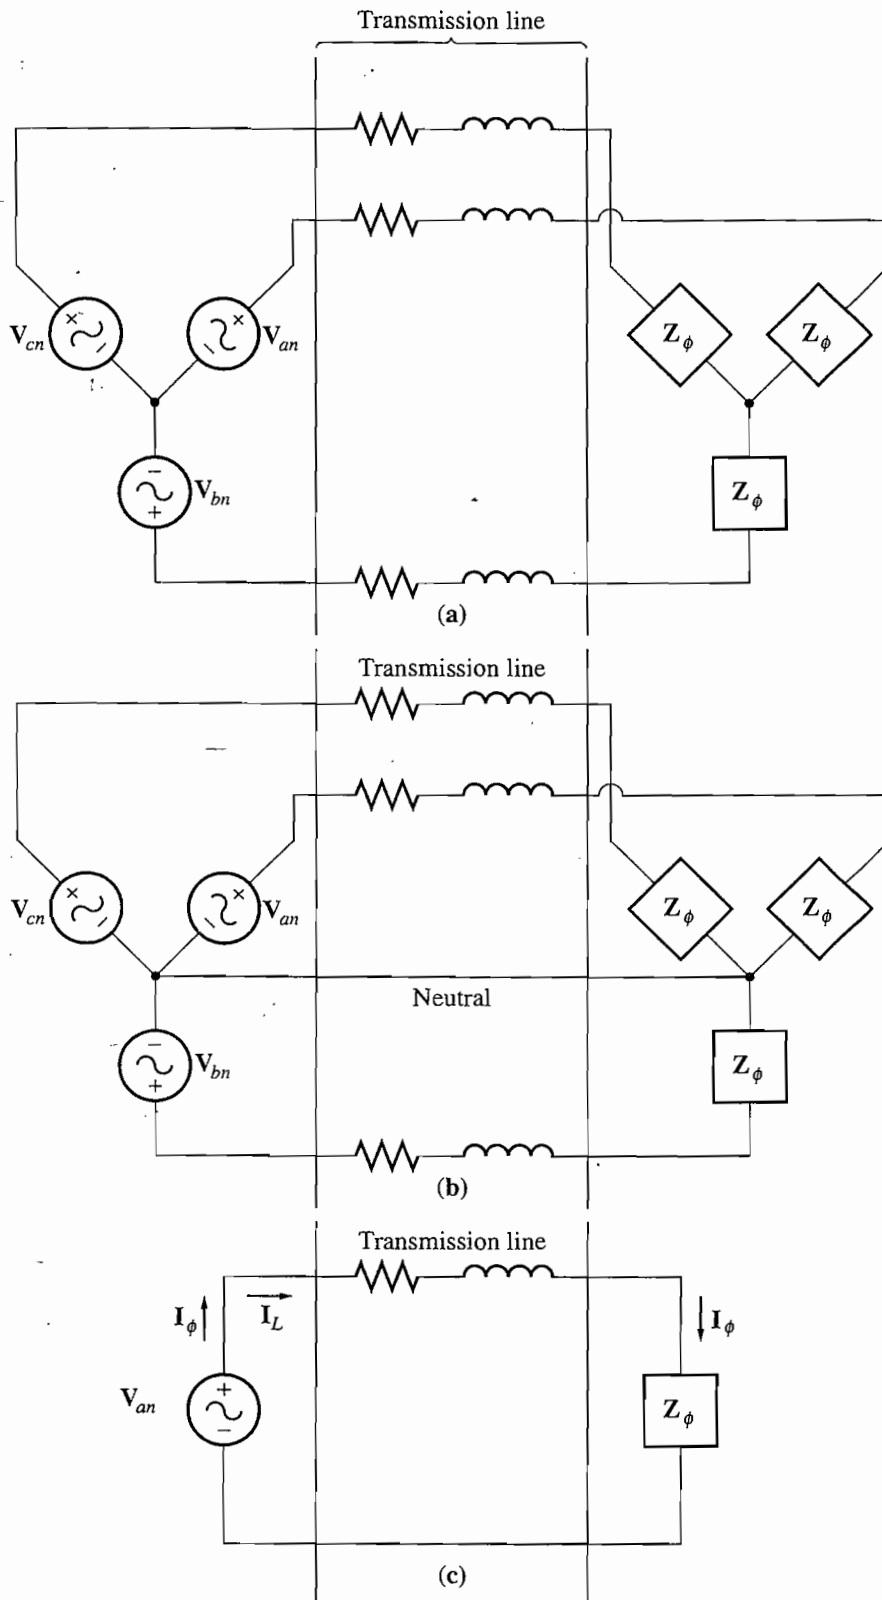 Transmission line
V_cn
V_an
Z_ϕ
Z_ϕ
V_bn
Z_ϕ
(a)
Transmission line
V_cn
V_an
Z_ϕ
Z_ϕ
Neutral
V_bn
Z_ϕ
(b)
Transmission line
I_ϕ
I_L
I_ϕ
V_an
Z_ϕ
(c)